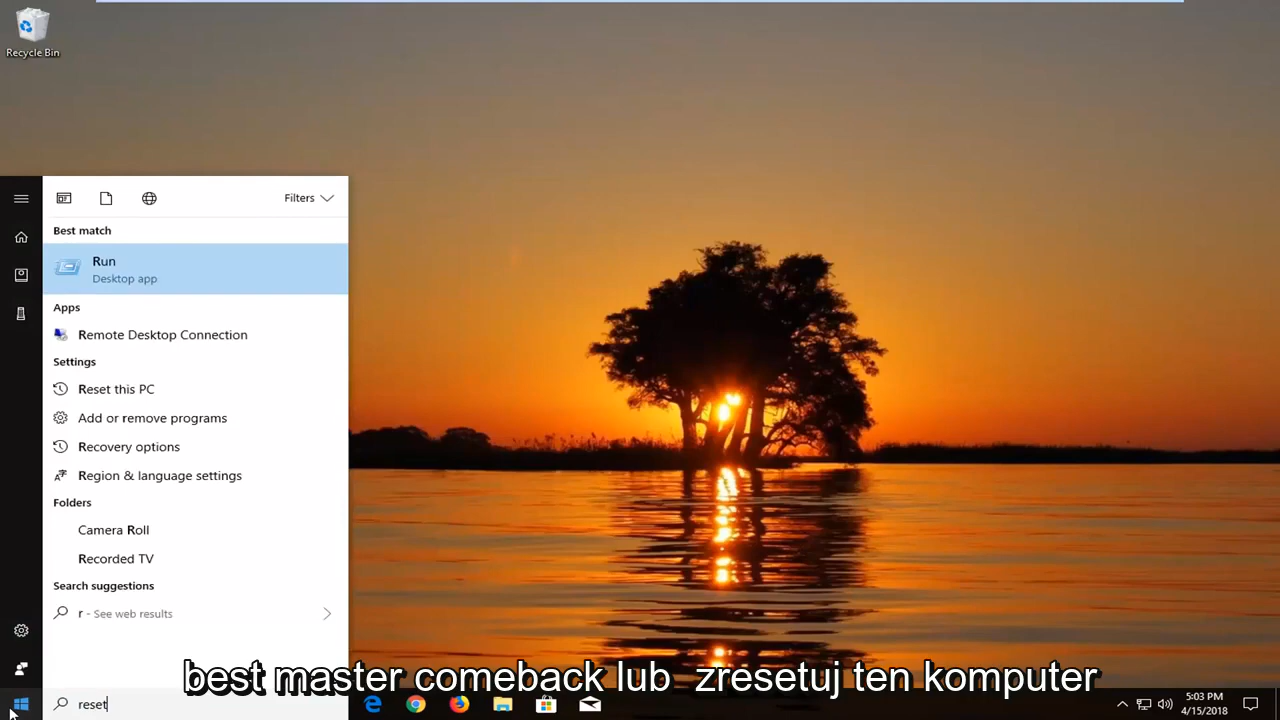 Recycle Bin
Filters
Best match
Run
Desktop app
Apps
Remote Desktop Connection
Settings
Reset this PC
Add or remove programs
Recovery options
Region & language settings
Folders
Camera Roll
Recorded TV
Search suggestions
r - See web results
best master comeback lub zresetuj ten komputer
reset
5:03 PM
4/15/2018